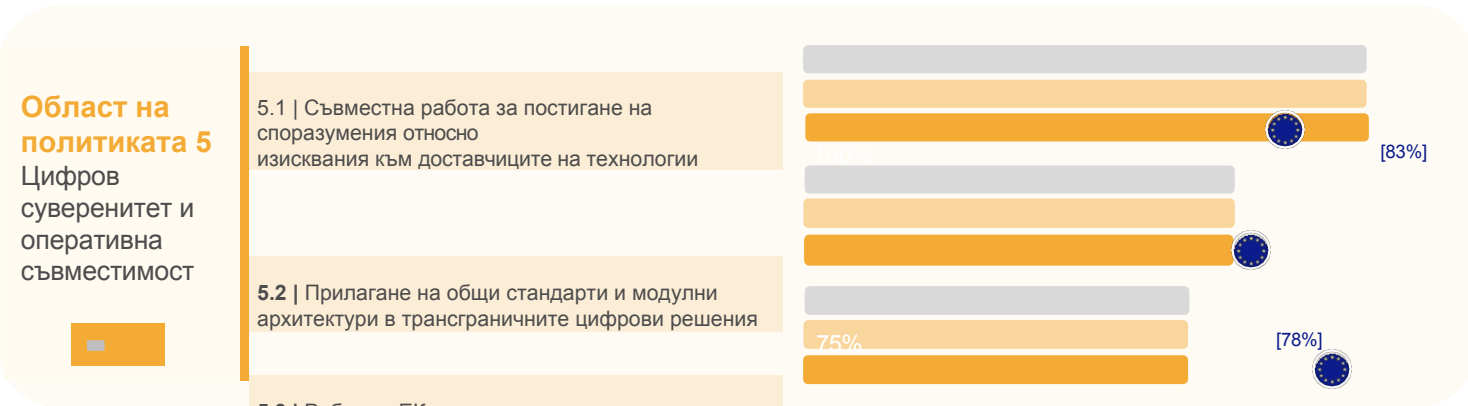 Област на
политиката 5
Цифров
суверенитет и
оперативна
съвместимост
5.1 | Съвместна работа за постигане на
споразумения относно
изисквания към доставчиците на технологии
100%
[83%]
5.2 | Прилагане на общи стандарти и модулни
архитектури в трансграничните цифрови решения
75%
[78%]